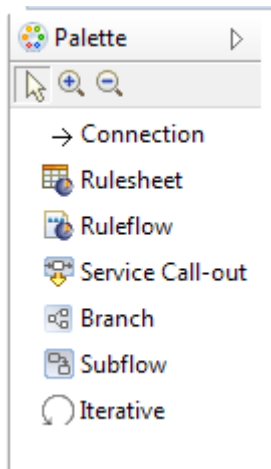 Palette
Connection
Rulesheet
Ruleflow
Service Call-out
Branch
Subflow
Iterative